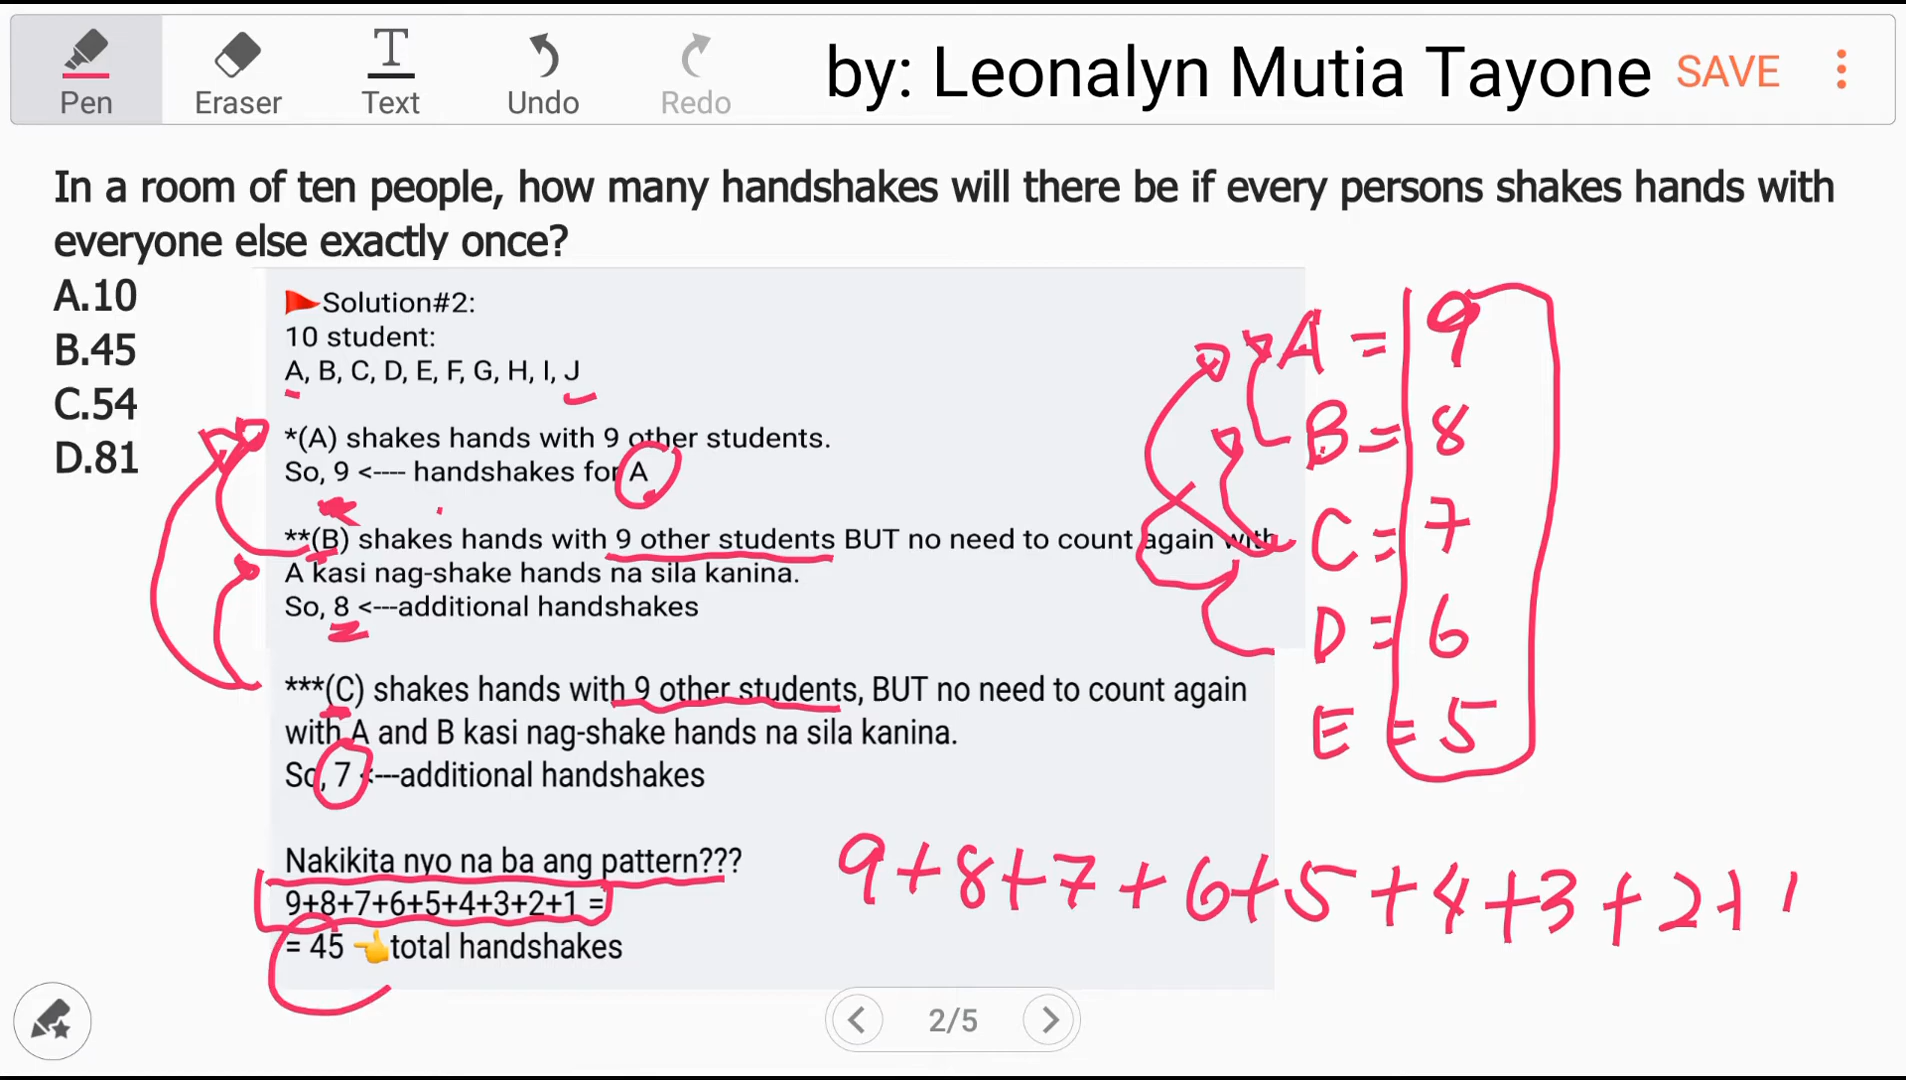 Pen
Eraser
Text
Undo
Redo
by: Leonalyn Mutia Tayone
SAVE
In a room of ten people, how many handshakes will there be if every persons shakes hands with
everyone else exactly once?
A.10
B.45
C.54
D.81
Solution#2:
10 student:
A, B, C, D, E, F, G, H, I, J
*(A) shakes hands with 9 other students.
So, 9 <---- handshakes for A
**(B) shakes hands with 9 other students BUT no need to count again with
A kasi nag-shake hands na sila kanina.
So, 8 <---additional handshakes
***(C) shakes hands with 9 other students, BUT no need to count again
with A and B kasi nag-shake hands na sila kanina.
So, 7 <---additional handshakes
Nakikita nyo na ba ang pattern???
9+8+7+6+5+4+3+2+1 =
= 45 total handshakes
A = 9
B = 8
C = 7
D = 6
E = 5
9+8+7+6+5+4+3+2+1
2/5